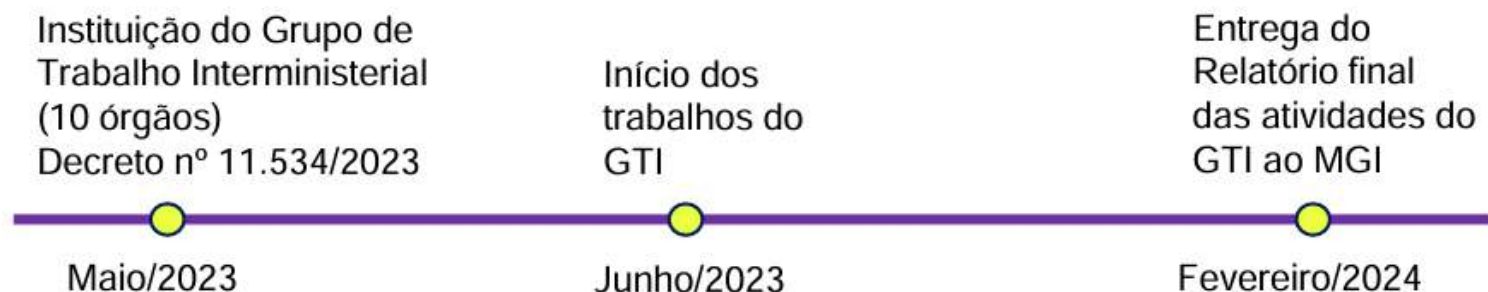 Instituição do Grupo de
Trabalho Interministerial
(10 órgãos)
Decreto nº 11.534/2023
Maio/2023
Início dos
trabalhos do
GTI
Junho/2023
Entrega do
Relatório final
das atividades do
GTI ao MGI
Fevereiro/2024